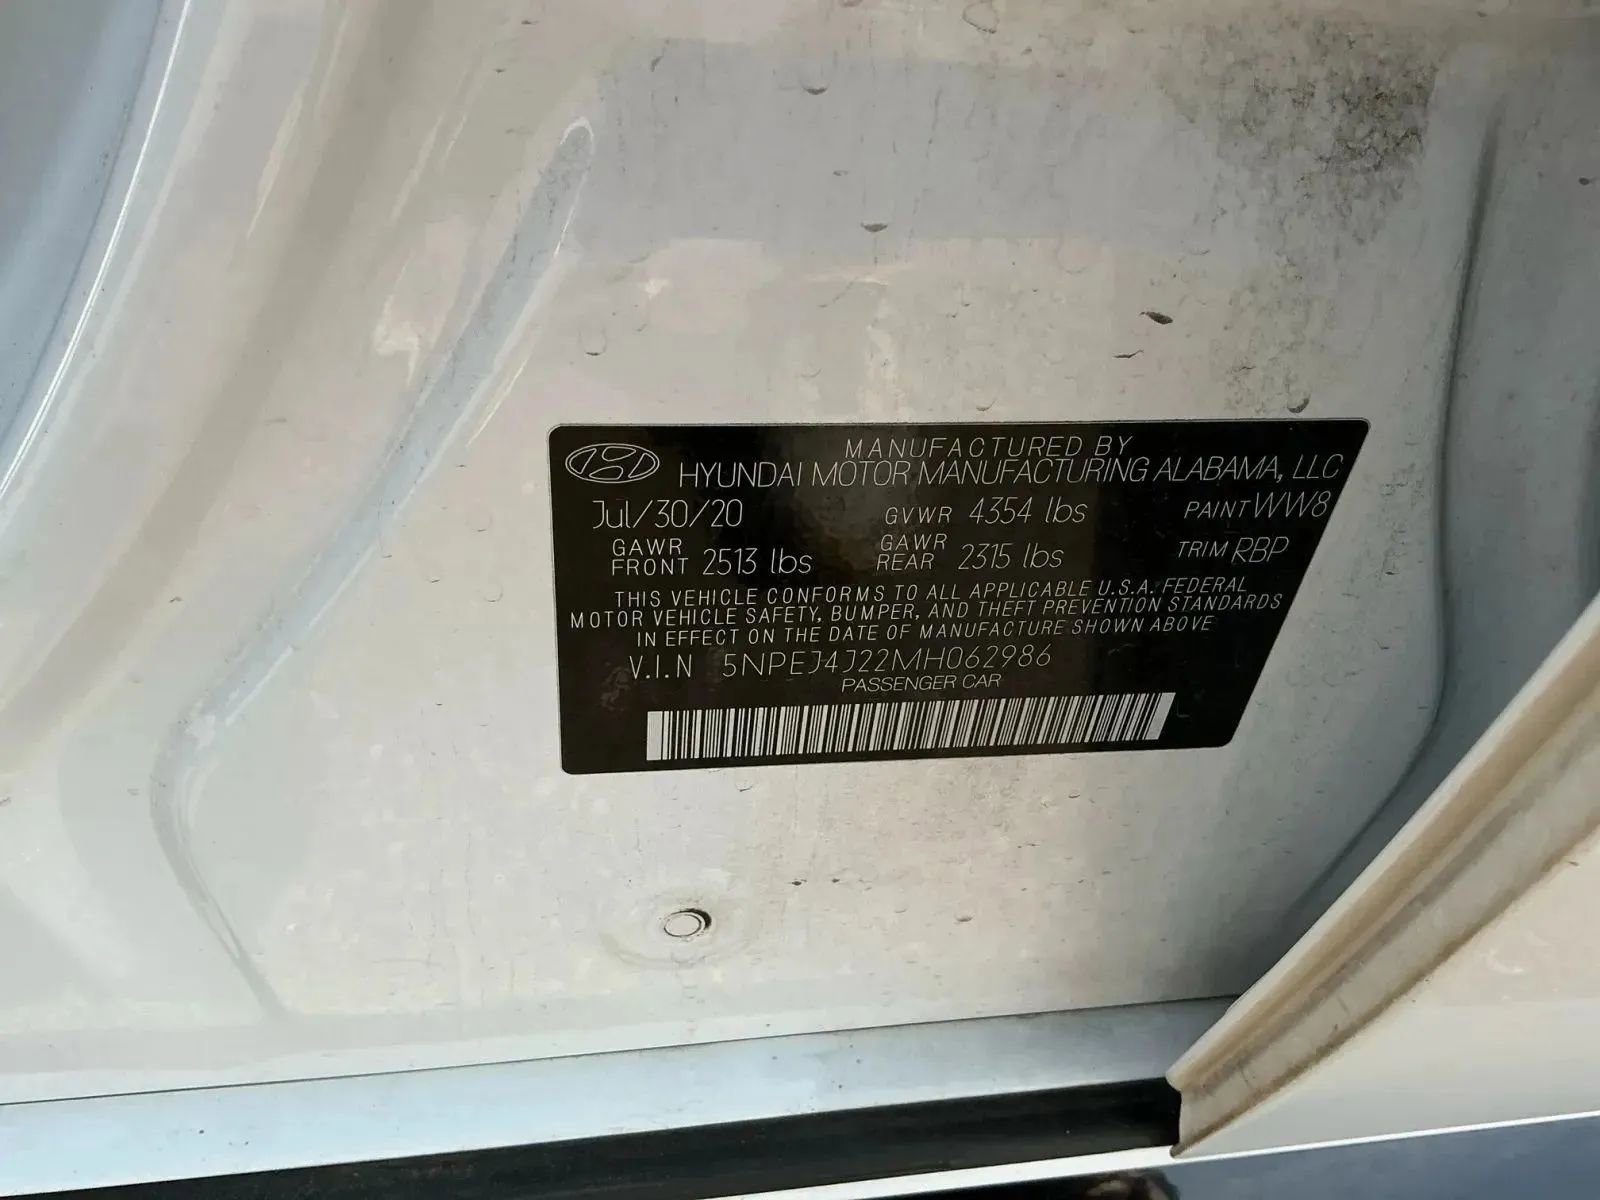 MANUFACTURED BY
HYUNDAI MOTOR MANUFACTURING ALABAMA, LLC
Jul/30/20 GVWR 4354 lbs PAINT WW8
GAWR FRONT 2513 lbs GAWR REAR 2315 lbs TRIM RBP
THIS VEHICLE CONFORMS TO ALL APPLICABLE U.S.A. FEDERAL
MOTOR VEHICLE SAFETY, BUMPER, AND THEFT PREVENTION STANDARDS
IN EFFECT ON THE DATE OF MANUFACTURE SHOWN ABOVE
V.I.N 5NPEJ4J22MH062986
PASSENGER CAR